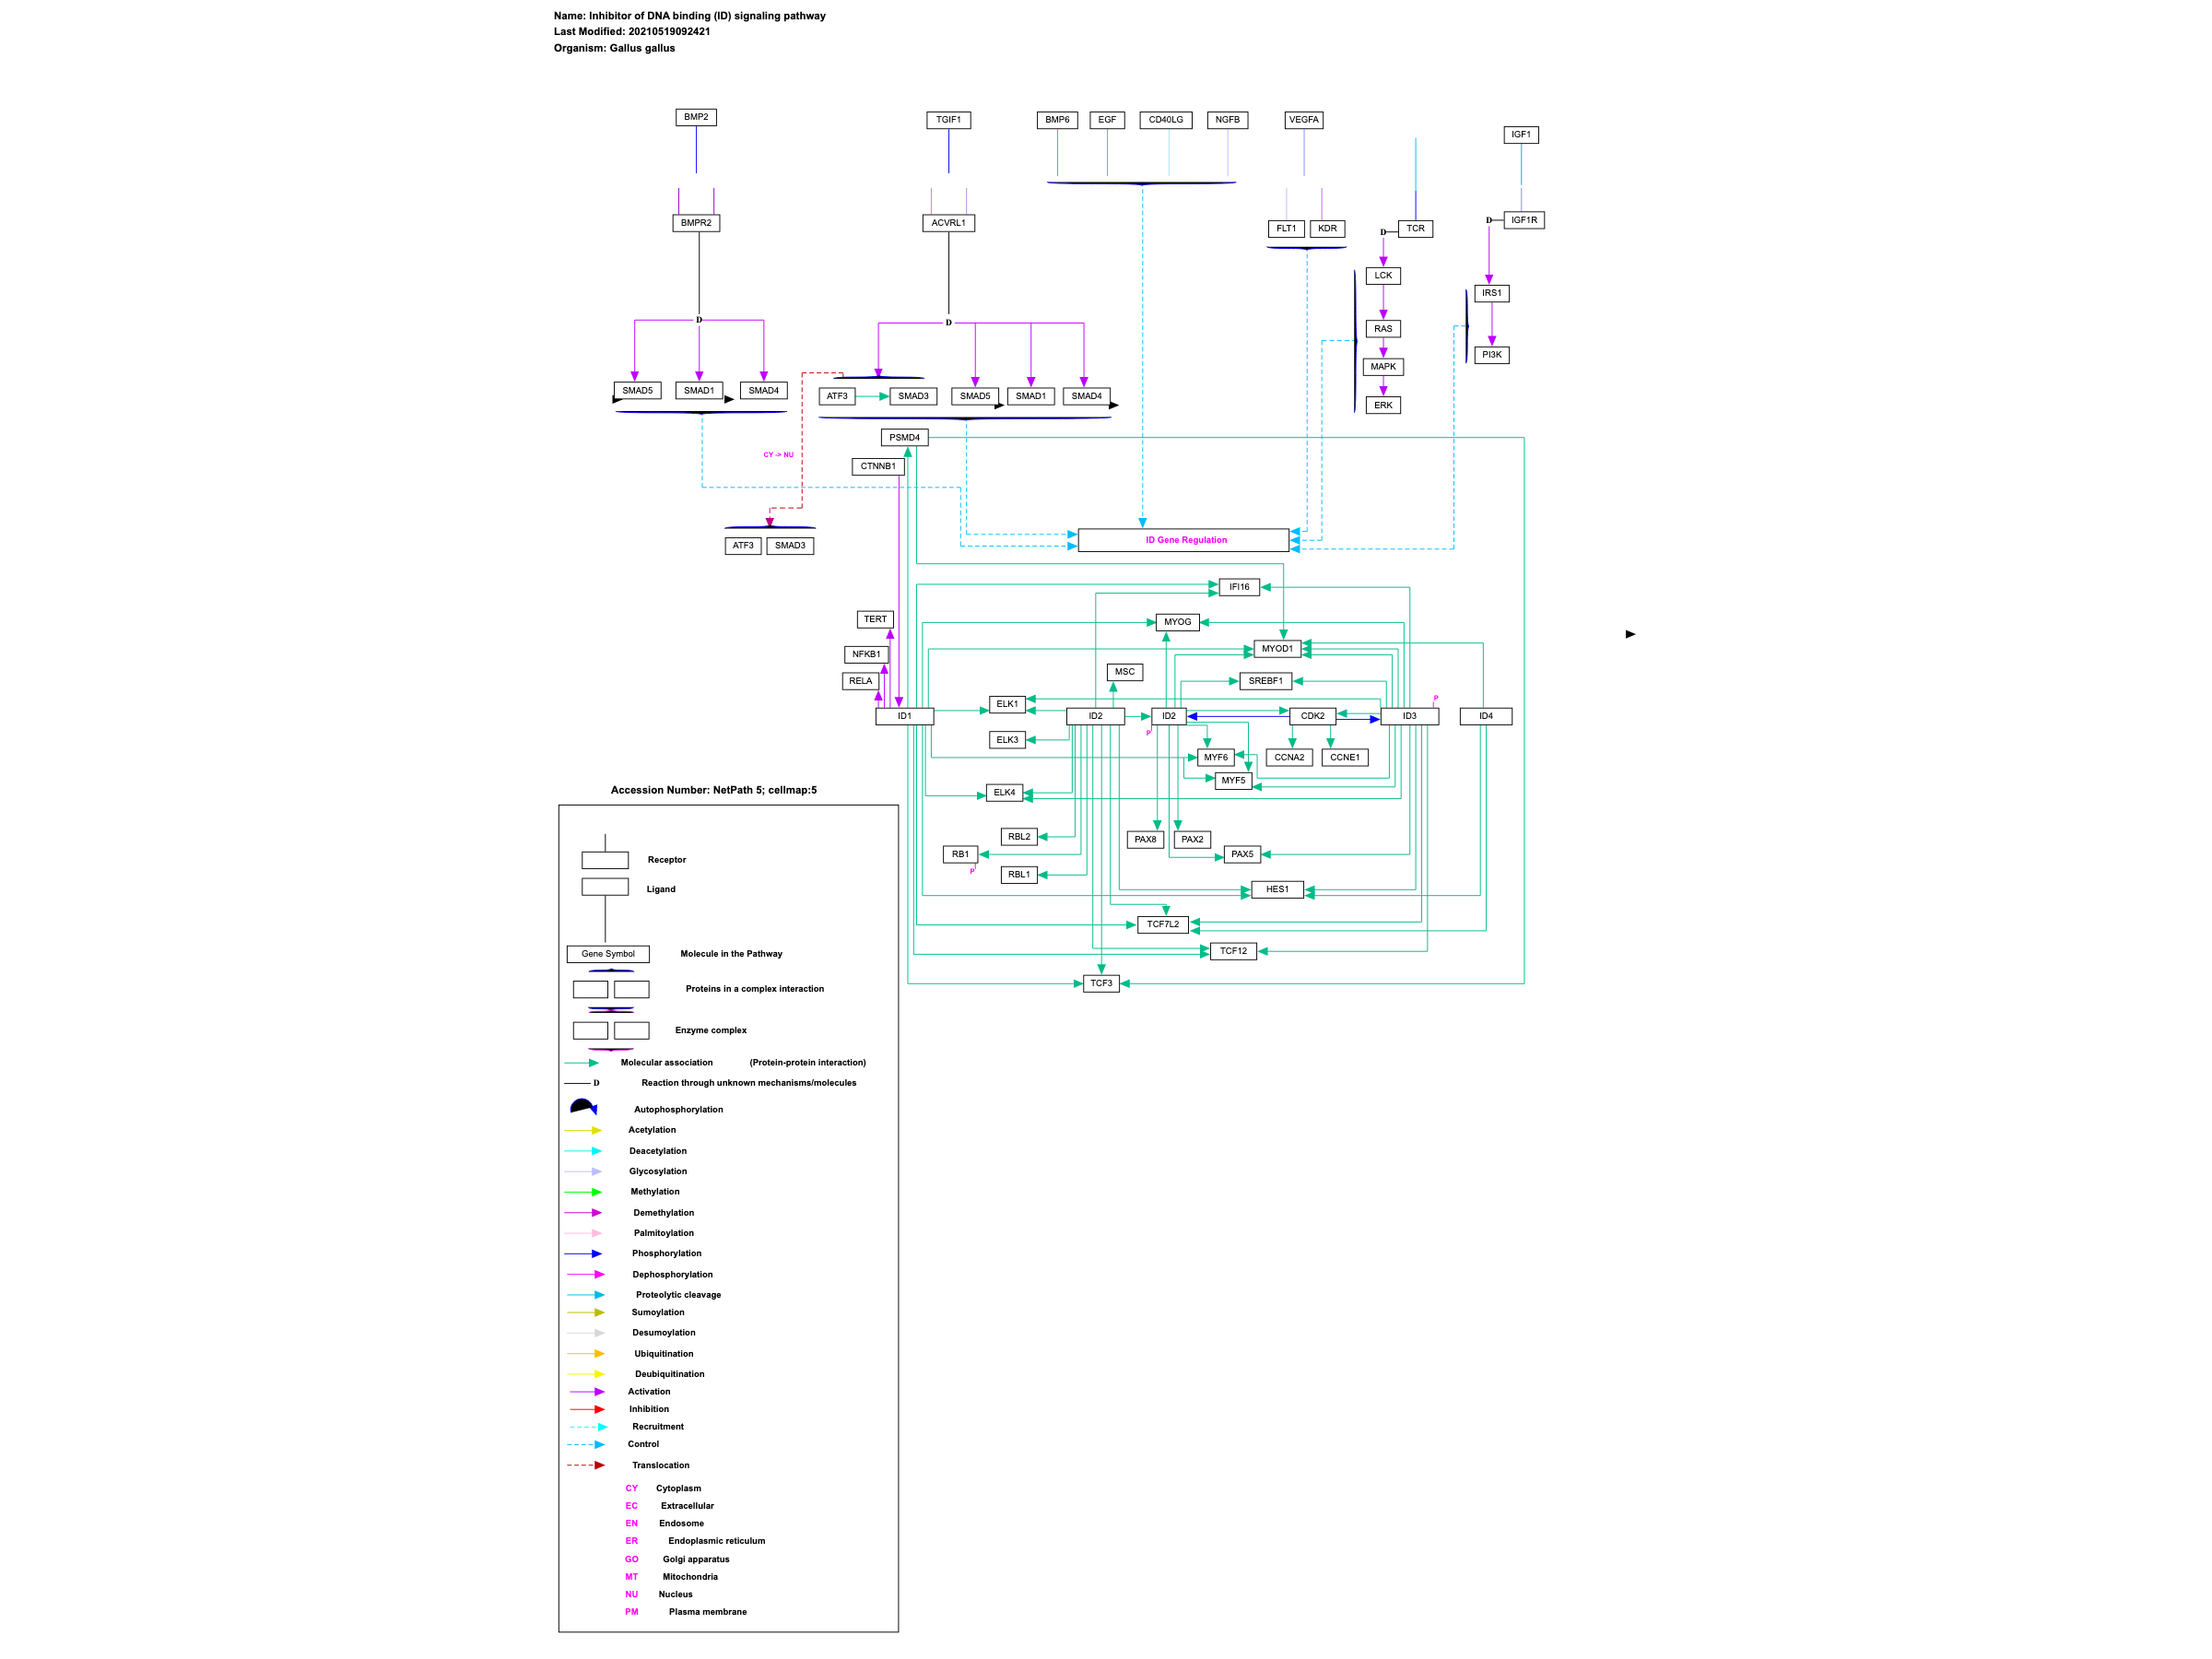 Name: Inhibitor of DNA binding (ID) signaling pathway
Last Modified: 20210519092421
Organism: Gallus gallus
BMP2
TGIF1
BMP6
EGF
CD40LG
NGFB
VEGFA
IGF1
BMPR2
ACVRL1
FLT1
KDR
D
TCR
D
IGF1R
LCK
IRS1
D
D
RAS
PI3K
MAPK
SMAD5
SMAD1
SMAD4
ATF3
SMAD3
SMAD5
SMAD1
SMAD4
ERK
PSMD4
CY -> NU
CTNNB1
ATF3
SMAD3
ID Gene Regulation
IFI16
TERT
MYOG
NFKB1
MYOD1
MSC
RELA
SREBF1
ELK1
P
ID1
ID2
ID2
CDK2
ID3
ID4
P
ELK3
MYF6
CCNA2
CCNE1
MYF5
ELK4
Accession Number: NetPath 5; cellmap:5
RBL2
PAX8
PAX2
RB1
PAX5
P
RBL1
HES1
TCF7L2
TCF12
TCF3
Receptor
Ligand
Gene Symbol
Molecule in the Pathway
Proteins in a complex interaction
Enzyme complex
Molecular association (Protein-protein interaction)
D Reaction through unknown mechanisms/molecules
Autophosphorylation
Acetylation
Deacetylation
Glycosylation
Methylation
Demethylation
Palmitoylation
Phosphorylation
Dephosphorylation
Proteolytic cleavage
Sumoylation
Desumoylation
Ubiquitination
Deubiquitination
Activation
Inhibition
Recruitment
Control
Translocation
CY Cytoplasm
EC Extracellular
EN Endosome
ER Endoplasmic reticulum
GO Golgi apparatus
MT Mitochondria
NU Nucleus
PM Plasma membrane